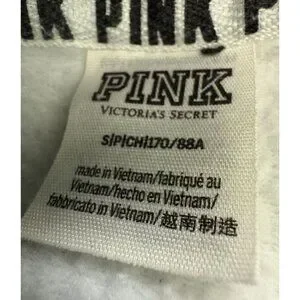 PINK P
PINK
VICTORIA'S SECRET
S|P|CH|170/88A
made in Vietnam/fabriqué au
Vietnam/hecho en Vietnam/
fabbricato in Vietnam/越南制造